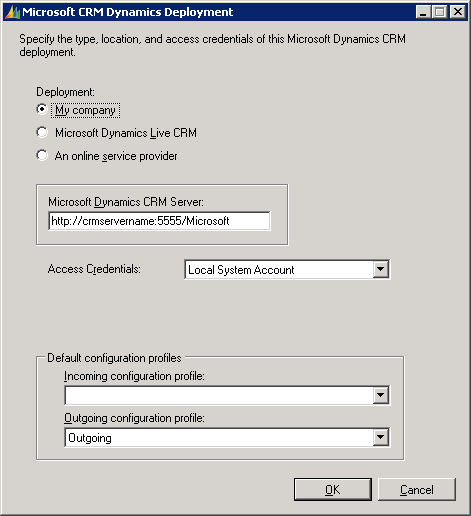 Microsoft CRM Dynamics Deployment
Specify the type, location, and access credentials of this Microsoft Dynamics CRM
deployment.
Deployment:
My company
Microsoft Dynamics Live CRM
An online service provider
Microsoft Dynamics CRM Server:
http://crmservername:5555/Microsoft
Access Credentials:
Local System Account
Default configuration profiles
Incoming configuration profile:
Outgoing configuration profile:
Outgoing
OK
Cancel